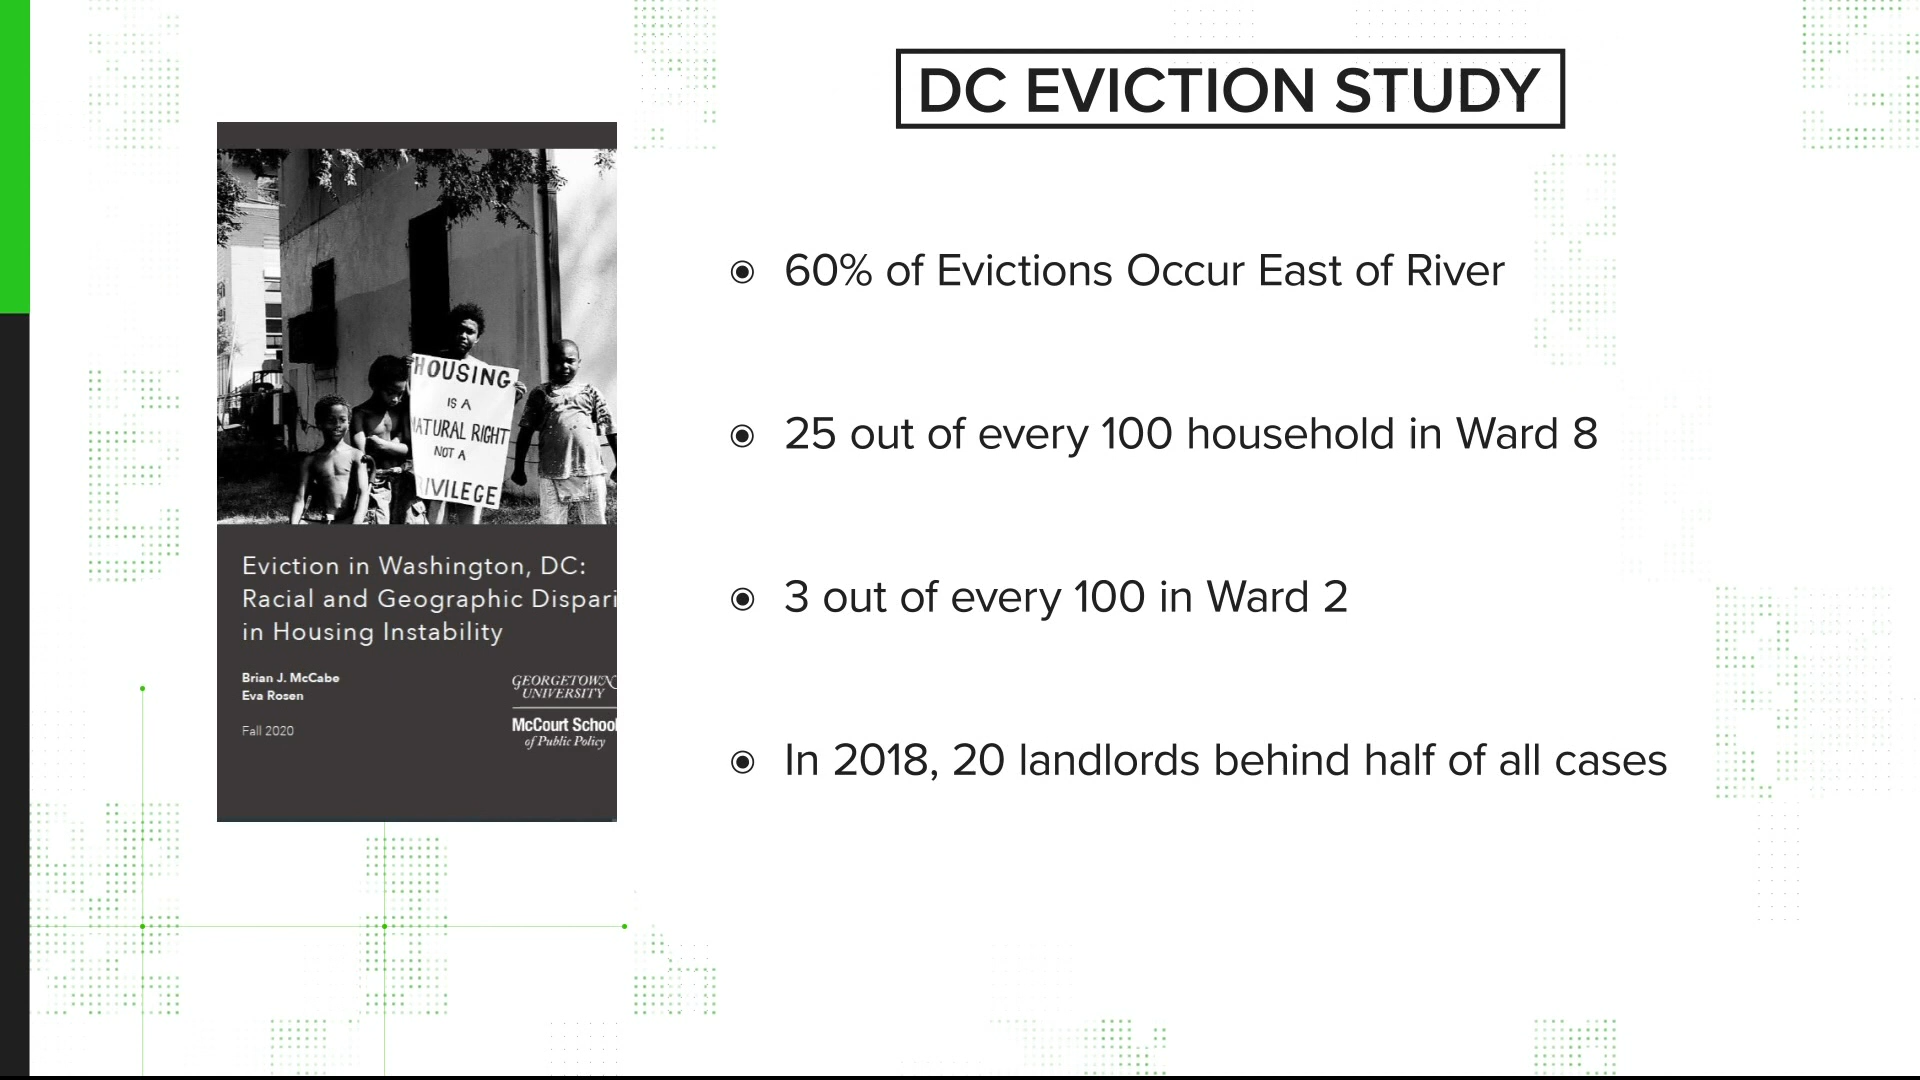 DC EVICTION STUDY
60% of Evictions Occur East of River
25 out of every 100 household in Ward 8
3 out of every 100 in Ward 2
In 2018, 20 landlords behind half of all cases
HOUSING
IS A
NATURAL RIGHT
NOT A
RIVILEGE
Eviction in Washington, DC:
Racial and Geographic Dispari
in Housing Instability
Brian J. McCabe
Eva Rosen
Fall 2020
GEORGETOWN
UNIVERSITY
McCourt School
of Public Policy